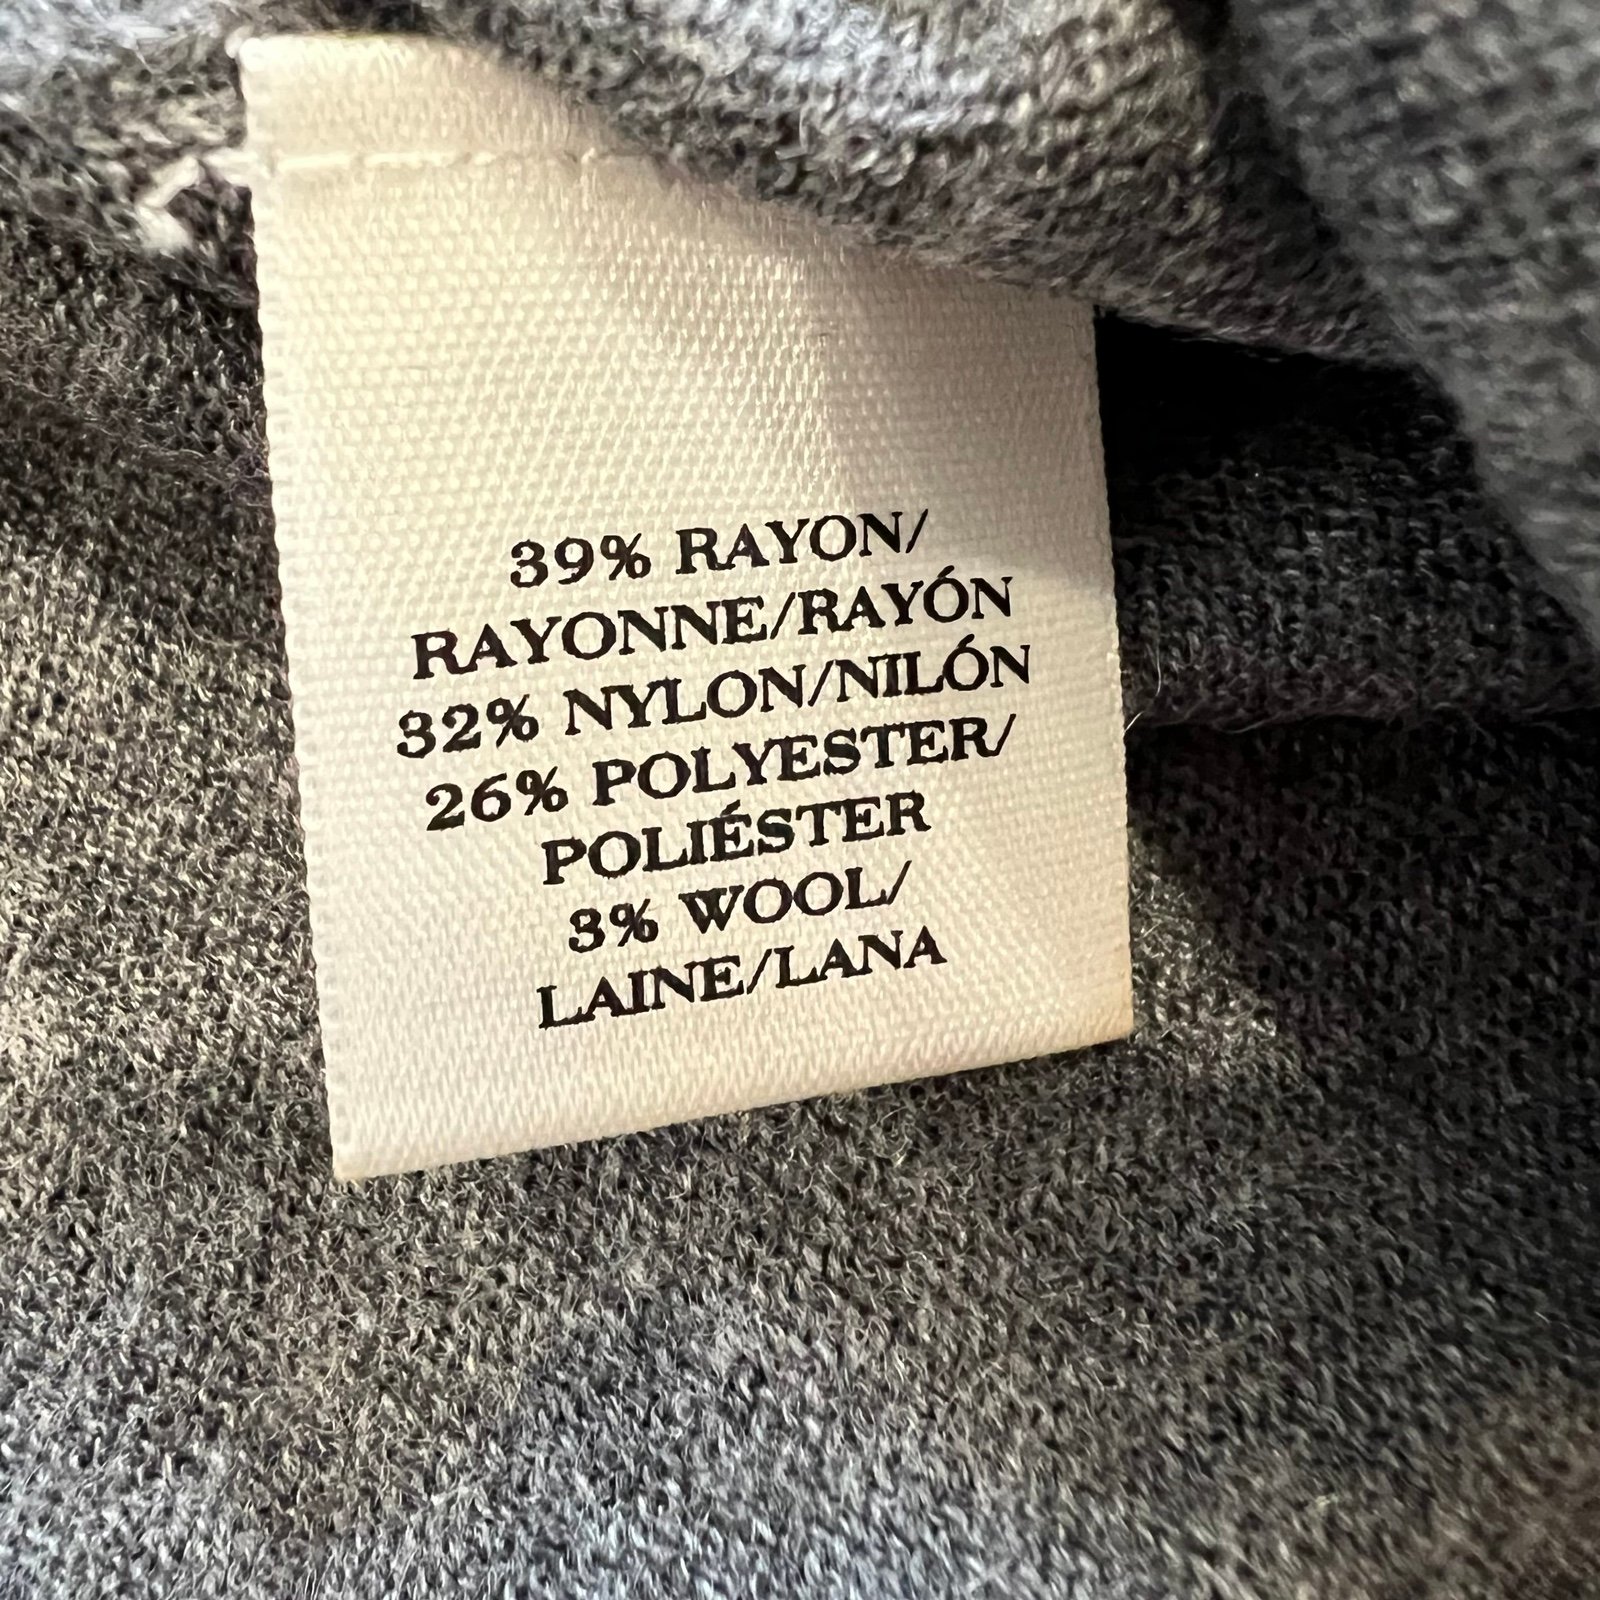 39% RAYON/
RAYONNE/RAYÓN
32% NYLON/NILÓN
26% POLYESTER/
POLIÉSTER
3% WOOL/
LAINE/LANA